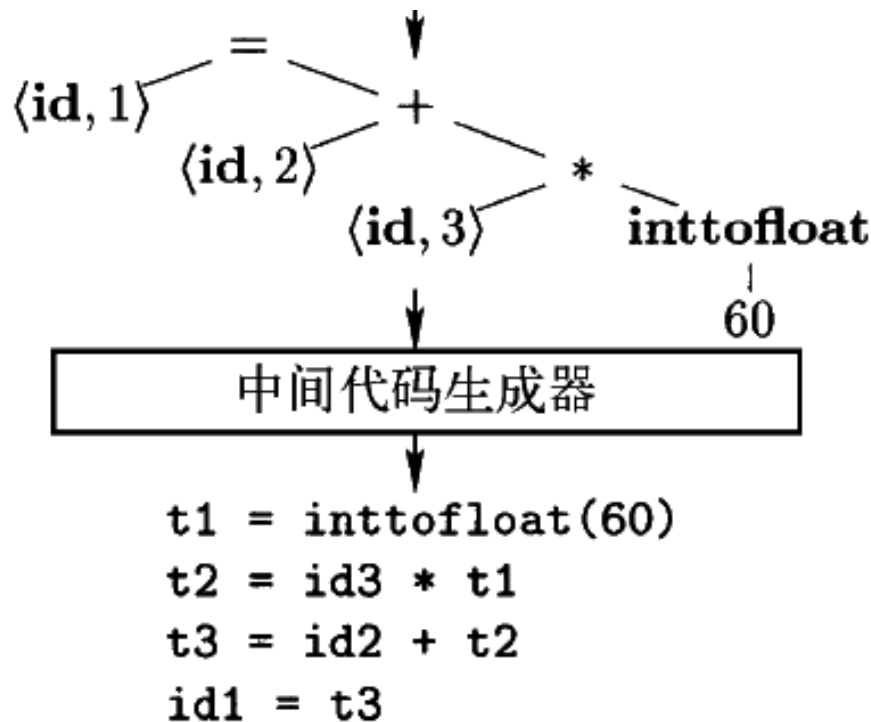 =
⟨id, 1⟩ +
⟨id, 2⟩ *
⟨id, 3⟩ inttofloat
60
中间代码生成器
t1 = inttofloat(60)
t2 = id3 * t1
t3 = id2 + t2
id1 = t3